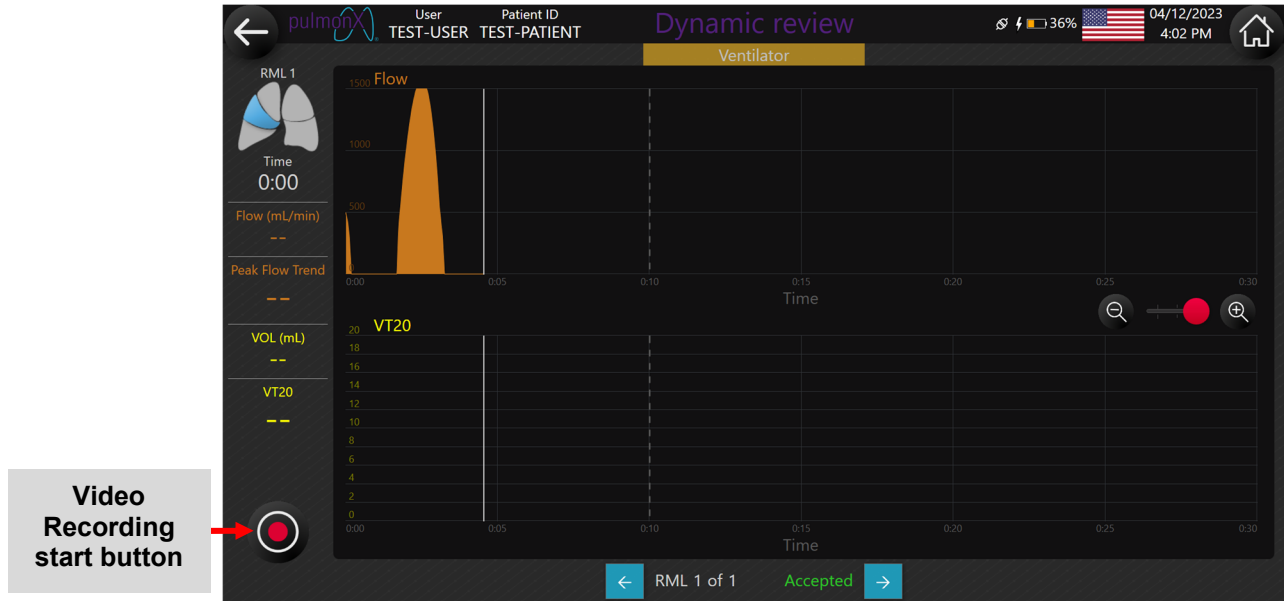 pulmonX
User
TEST-USER
Patient ID
TEST-PATIENT
Dynamic review
36%
04/12/2023
4:02 PM
Ventilator
RML 1
Time
0:00
Flow (mL/min)
--
Peak Flow Trend
--
VOL (mL)
--
VT20
--
Flow
1500
1000
500
0
0:00 0:05 0:10 0:15 0:20 0:25 0:30
Time
VT20
20
18
16
14
12
10
8
6
4
2
0
0:00 0:05 0:10 0:15 0:20 0:25 0:30
Time
Video
Recording
start button
← RML 1 of 1 Accepted →